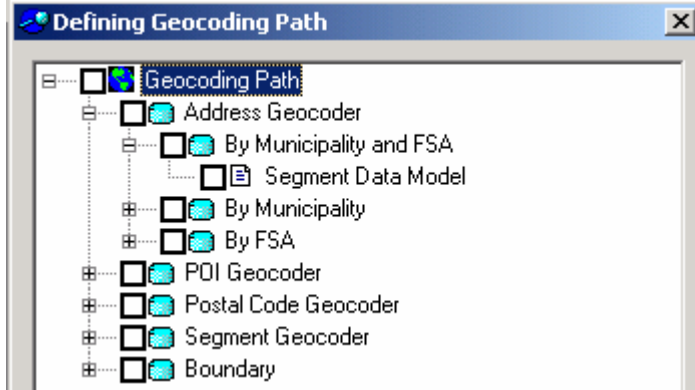 Defining Geocoding Path
Geocoding Path
Address Geocoder
By Municipality and FSA
Segment Data Model
By Municipality
By FSA
POI Geocoder
Postal Code Geocoder
Segment Geocoder
Boundary